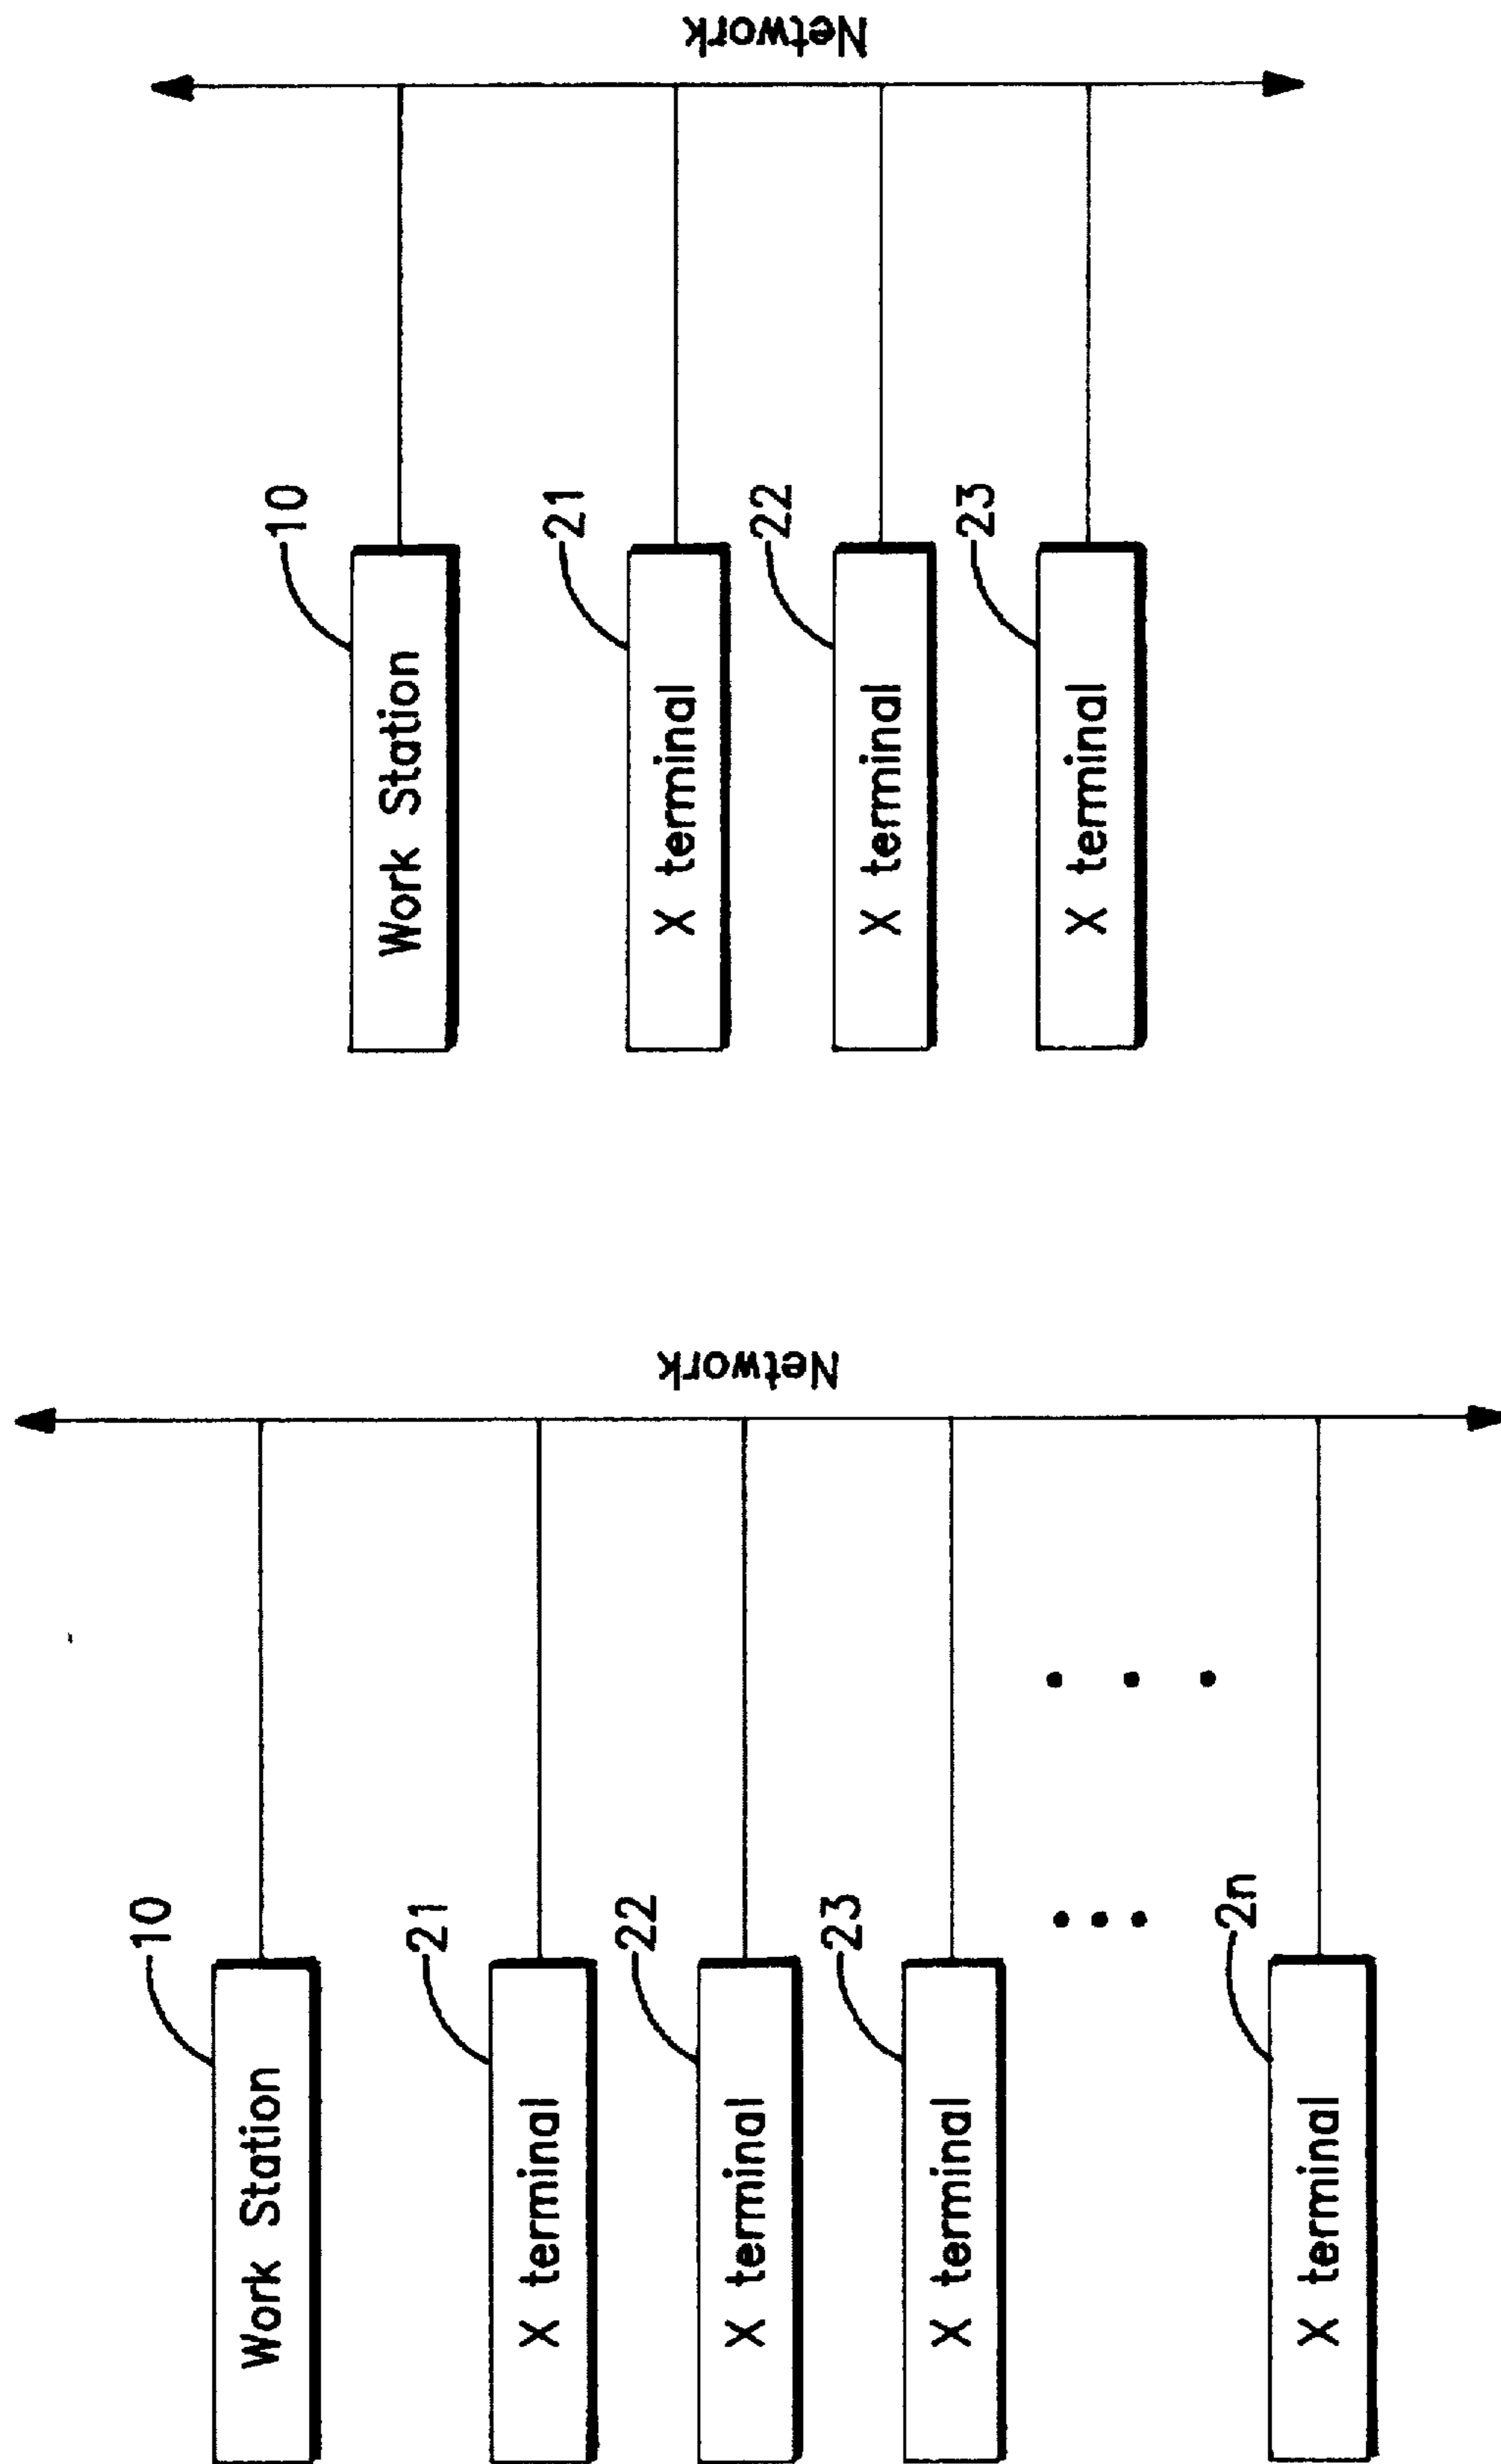 Network
10
Work Station
21
X terminal
22
X terminal
23
X terminal
Network
10
Work Station
21
X terminal
22
X terminal
23
X terminal
2n
X terminal